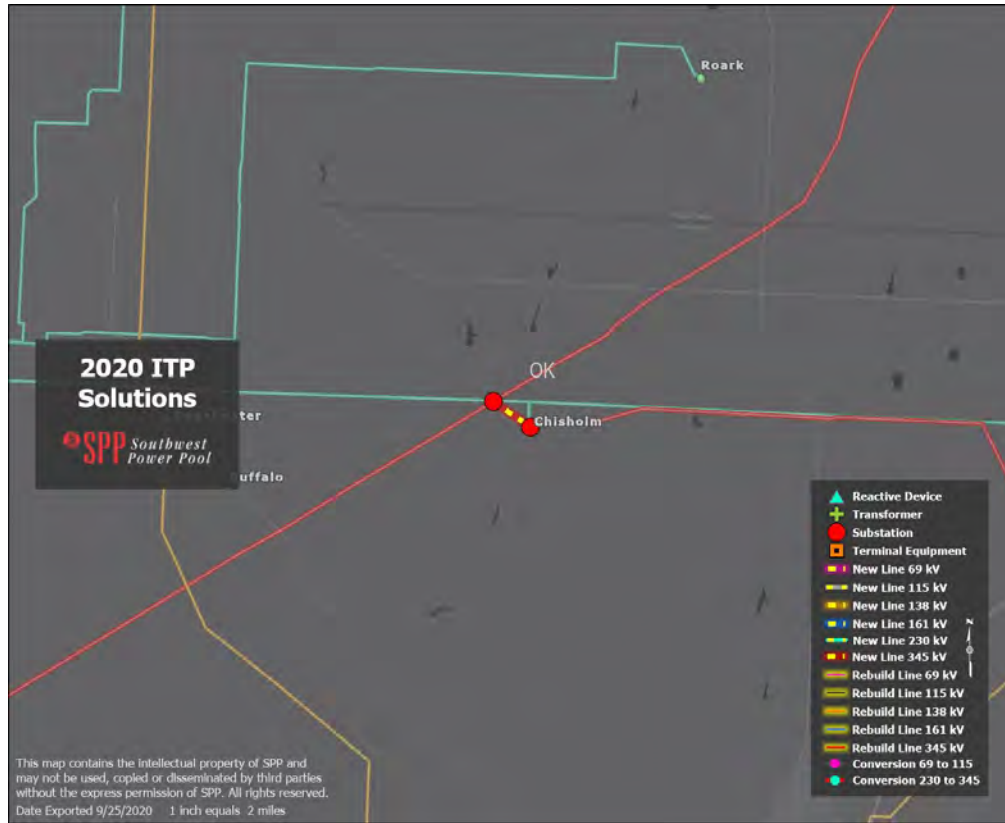 Roark
OK
2020 ITP
Solutions
SPP Southwest
Power Pool
Chisholm
Reactive Device
Transformer
Substation
Terminal Equipment
New Line 69 kV
New Line 115 kV
New Line 138 kV
New Line 161 kV
New Line 230 kV
New Line 345 kV
Rebuild Line 69 kV
Rebuild Line 115 kV
Rebuild Line 138 kV
Rebuild Line 161 kV
Rebuild Line 345 kV
Conversion 69 to 115
Conversion 230 to 345
N
This map contains the intellectual property of SPP and
may not be used, copied or disseminated by third parties
without the express permission of SPP. All rights reserved.
Date Exported 9/25/2020 1 inch equals 2 miles